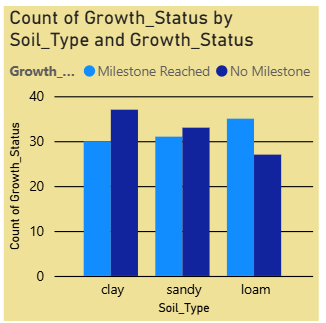 Count of Growth_Status by
Soil_Type and Growth_Status
Growth_... Milestone Reached No Milestone
40
30
20
10
0
Count of Growth_Status
clay sandy loam
Soil_Type